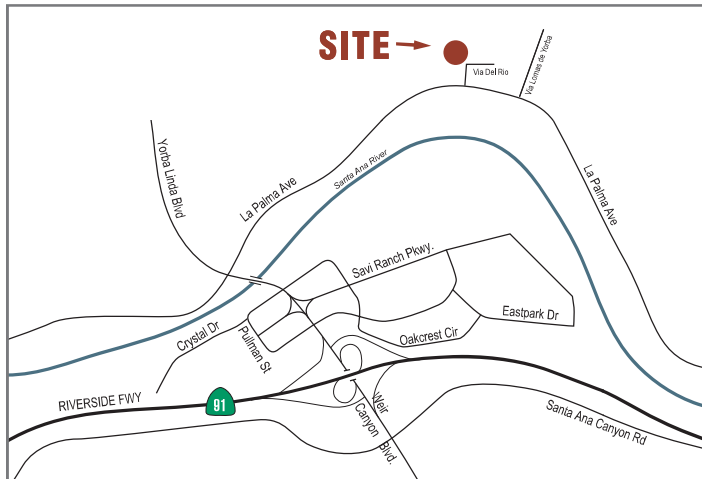 SITE
Via Del Rio
Via Lomas de Yorba
Yorba Linda Blvd
La Palma Ave
Santa Ana River
La Palma Ave
Savi Ranch Pkwy.
Crystal Dr
Pullman St
Oakcrest Cir
Eastpark Dr
RIVERSIDE FWY
91
Weir
Canyon Blvd.
Santa Ana Canyon Rd